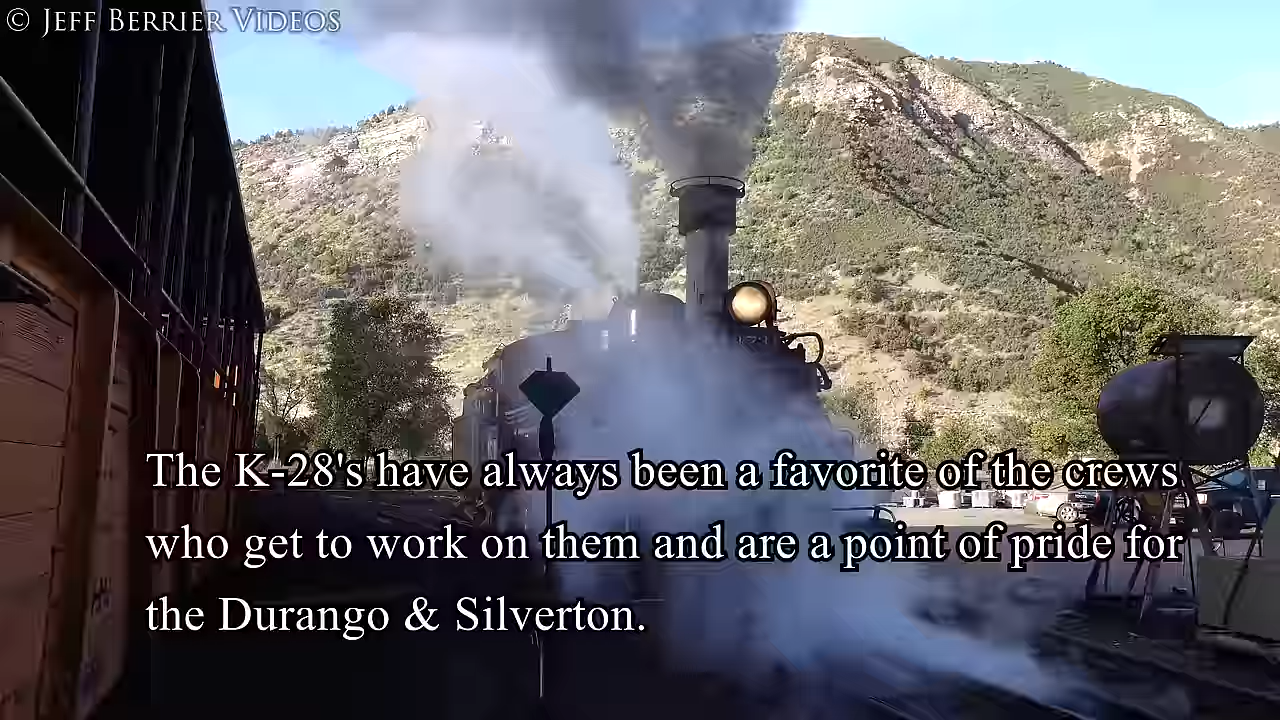 © Jeff Berrier Videos
The K-28's have always been a favorite of the crews
who get to work on them and are a point of pride for
the Durango & Silverton.